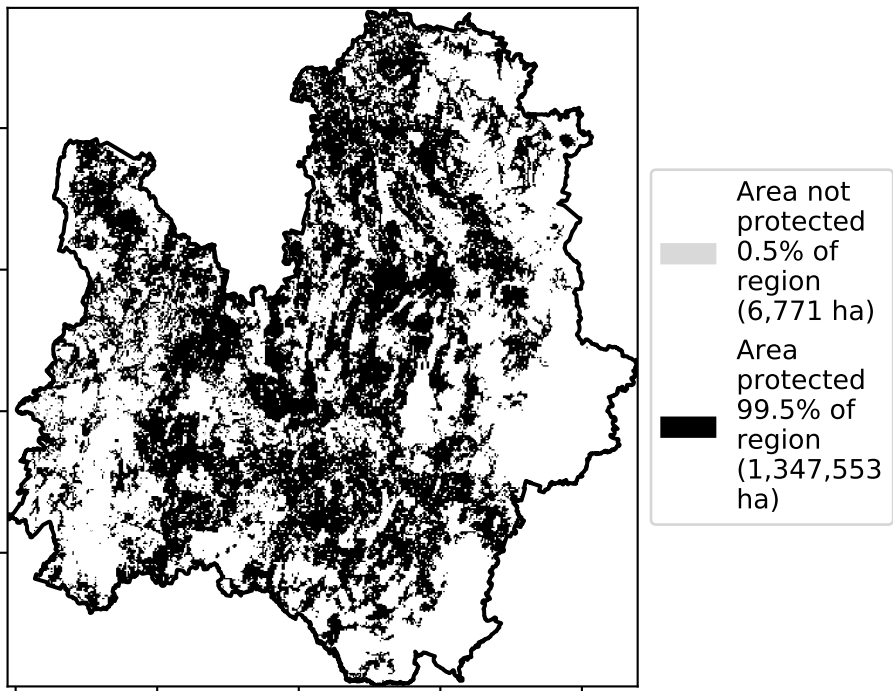 Area not
protected
0.5% of
region
(6,771 ha)
Area
protected
99.5% of
region
(1,347,553
ha)